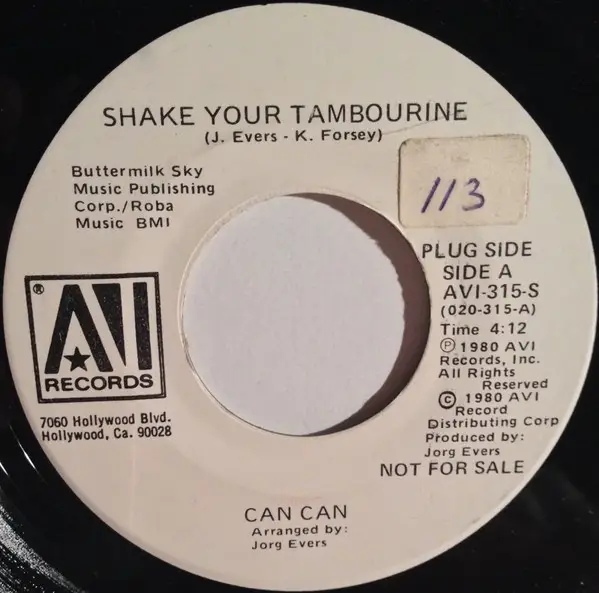 SHAKE YOUR TAMBOURINE
(J. Evers - K. Forsey)
Buttermilk Sky
Music Publishing
Corp./Roba
Music BMI
113
PLUG SIDE
SIDE A
AVI-315-S
(020-315-A)
Time 4:12
℗ 1980 AVI
Records, Inc.
All Rights
Reserved
© 1980 AVI
Record
Distributing Corp
Produced by:
Jorg Evers
NOT FOR SALE
® AVI
RECORDS
7060 Hollywood Blvd.
Hollywood, Ca. 90028
CAN CAN
Arranged by:
Jorg Evers